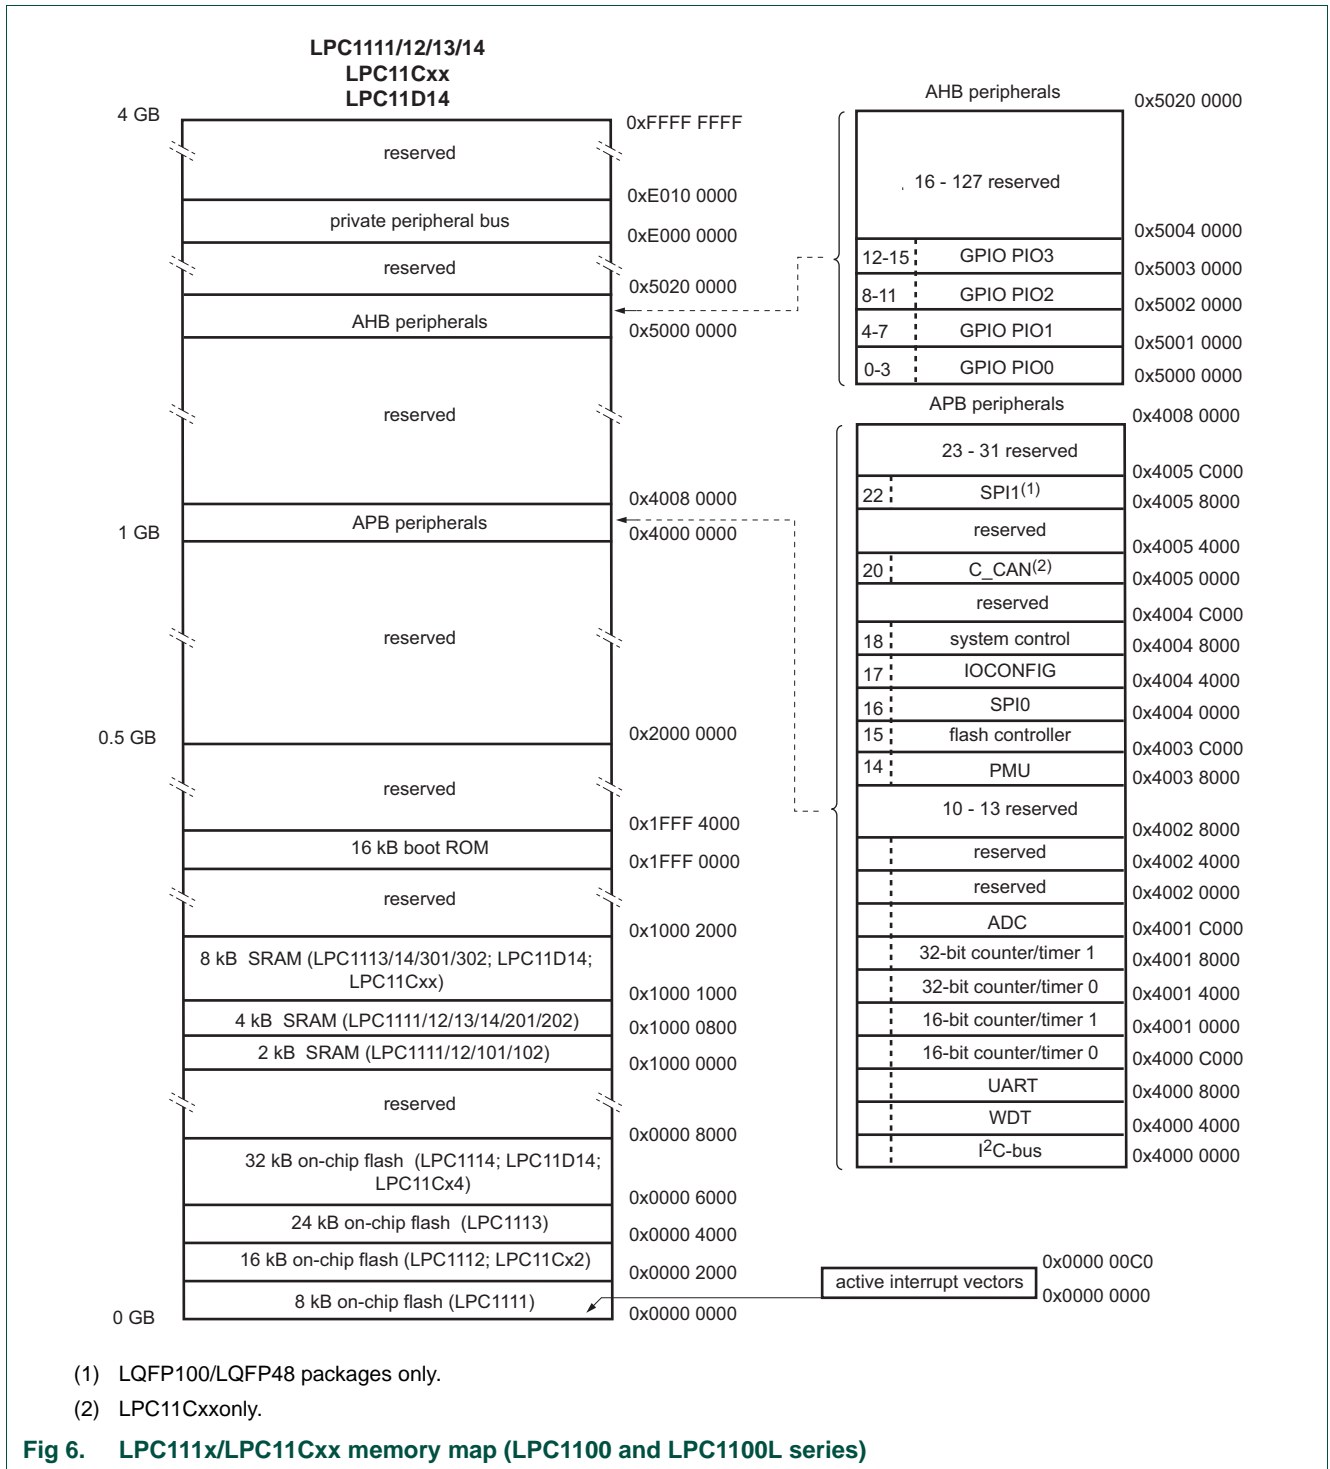 LPC1111/12/13/14
LPC11Cxx
LPC11D14
4 GB
0xFFFF FFFF
reserved
0xE010 0000
private peripheral bus
0xE000 0000
reserved
0x5020 0000
AHB peripherals
0x5000 0000
reserved
0x4008 0000
APB peripherals
1 GB
0x4000 0000
reserved
0.5 GB
0x2000 0000
reserved
0x1FFF 4000
16 kB boot ROM
0x1FFF 0000
reserved
0x1000 2000
8 kB SRAM (LPC1113/14/301/302; LPC11D14;
LPC11Cxx)
0x1000 1000
4 kB SRAM (LPC1111/12/13/14/201/202)
0x1000 0800
2 kB SRAM (LPC1111/12/101/102)
0x1000 0000
reserved
0x0000 8000
32 kB on-chip flash (LPC1114; LPC11D14;
LPC11Cx4)
0x0000 6000
24 kB on-chip flash (LPC1113)
0x0000 4000
16 kB on-chip flash (LPC1112; LPC11Cx2)
0x0000 2000
8 kB on-chip flash (LPC1111)
0 GB
0x0000 0000
AHB peripherals
0x5020 0000
16 - 127 reserved
0x5004 0000
12-15 GPIO PIO3
0x5003 0000
8-11 GPIO PIO2
0x5002 0000
4-7 GPIO PIO1
0x5001 0000
0-3 GPIO PIO0
0x5000 0000
APB peripherals
0x4008 0000
23 - 31 reserved
0x4005 C000
22 SPI1(1)
0x4005 8000
reserved
0x4005 4000
20 C_CAN(2)
0x4005 0000
reserved
0x4004 C000
18 system control
0x4004 8000
17 IOCONFIG
0x4004 4000
16 SPI0
0x4004 0000
15 flash controller
0x4003 C000
14 PMU
0x4003 8000
10 - 13 reserved
0x4002 8000
reserved
0x4002 4000
reserved
0x4002 0000
ADC
0x4001 C000
32-bit counter/timer 1
0x4001 8000
32-bit counter/timer 0
0x4001 4000
16-bit counter/timer 1
0x4001 0000
16-bit counter/timer 0
0x4000 C000
UART
0x4000 8000
WDT
0x4000 4000
I2C-bus
0x4000 0000
0x0000 00C0
active interrupt vectors
0x0000 0000
(1) LQFP100/LQFP48 packages only.
(2) LPC11Cxxonly.
Fig 6. LPC111x/LPC11Cxx memory map (LPC1100 and LPC1100L series)